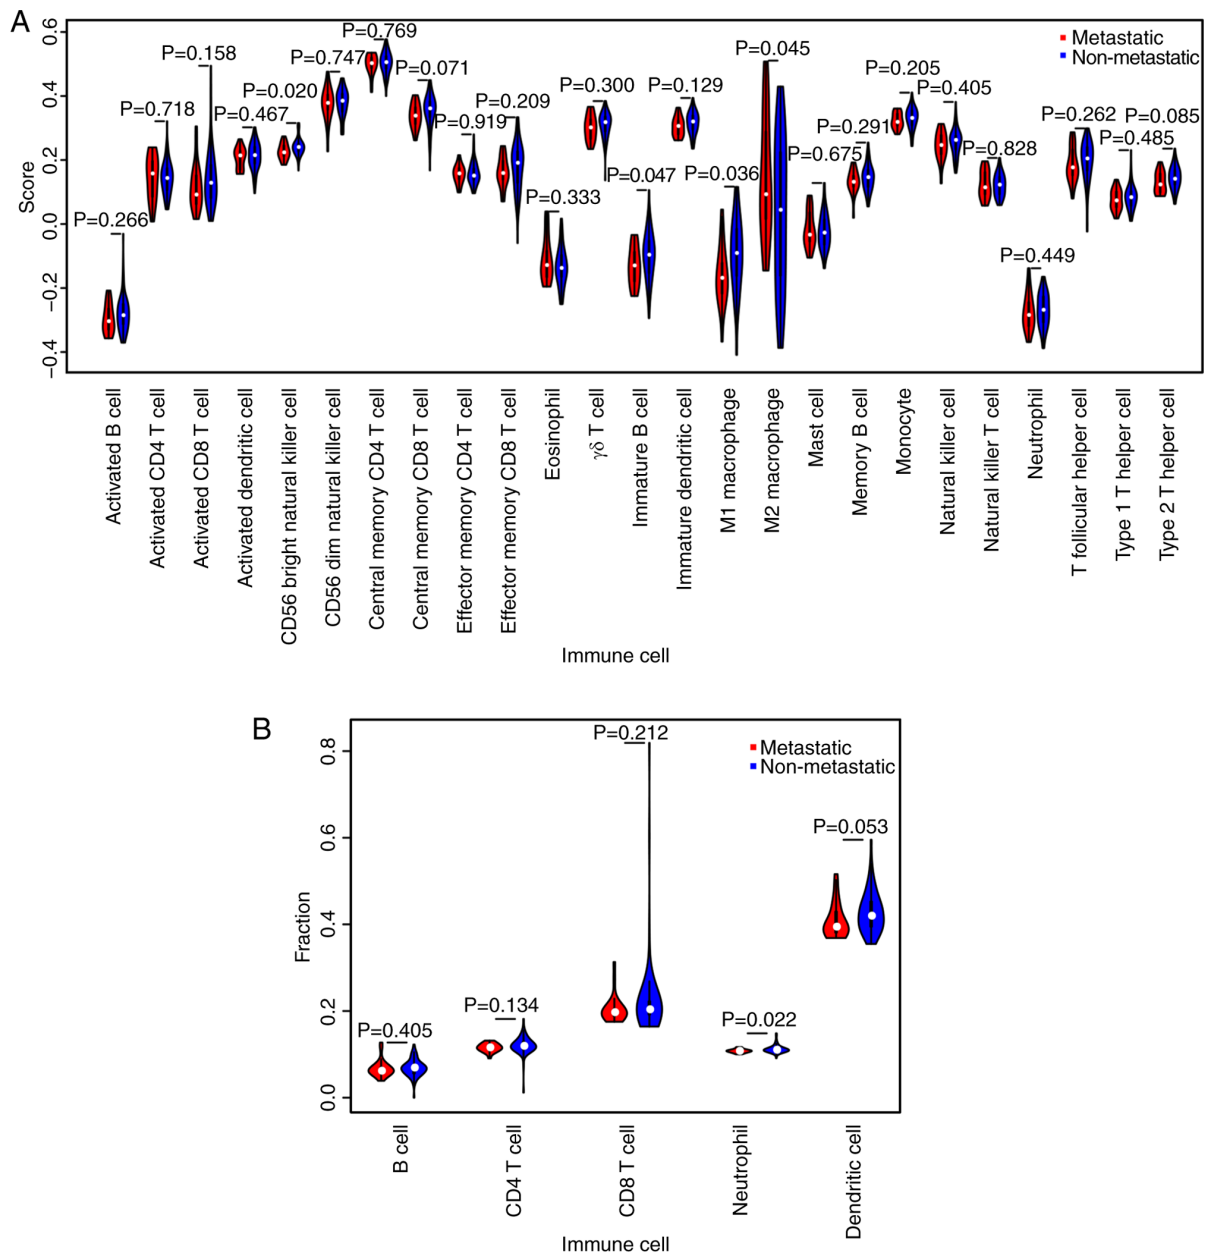 A
Metastatic
Non-metastatic
Score
0.6
0.4
0.2
0.0
−0.2
−0.4
P=0.266
P=0.718
P=0.158
P=0.467
P=0.020
P=0.747
P=0.769
P=0.071
P=0.919
P=0.209
P=0.333
P=0.300
P=0.047
P=0.129
P=0.036
P=0.045
P=0.675
P=0.291
P=0.205
P=0.405
P=0.828
P=0.449
P=0.262
P=0.485
P=0.085
Activated B cell
Activated CD4 T cell
Activated CD8 T cell
Activated dendritic cell
CD56 bright natural killer cell
CD56 dim natural killer cell
Central memory CD4 T cell
Central memory CD8 T cell
Effector memory CD4 T cell
Effector memory CD8 T cell
Eosinophil
γδ T cell
Immature B cell
Immature dendritic cell
M1 macrophage
M2 macrophage
Mast cell
Memory B cell
Monocyte
Natural killer cell
Natural killer T cell
Neutrophil
T follicular helper cell
Type 1 T helper cell
Type 2 T helper cell
Immune cell
B
Metastatic
Non-metastatic
Fraction
0.8
0.6
0.4
0.2
0.0
P=0.405
P=0.134
P=0.212
P=0.022
P=0.053
B cell
CD4 T cell
CD8 T cell
Neutrophil
Dendritic cell
Immune cell